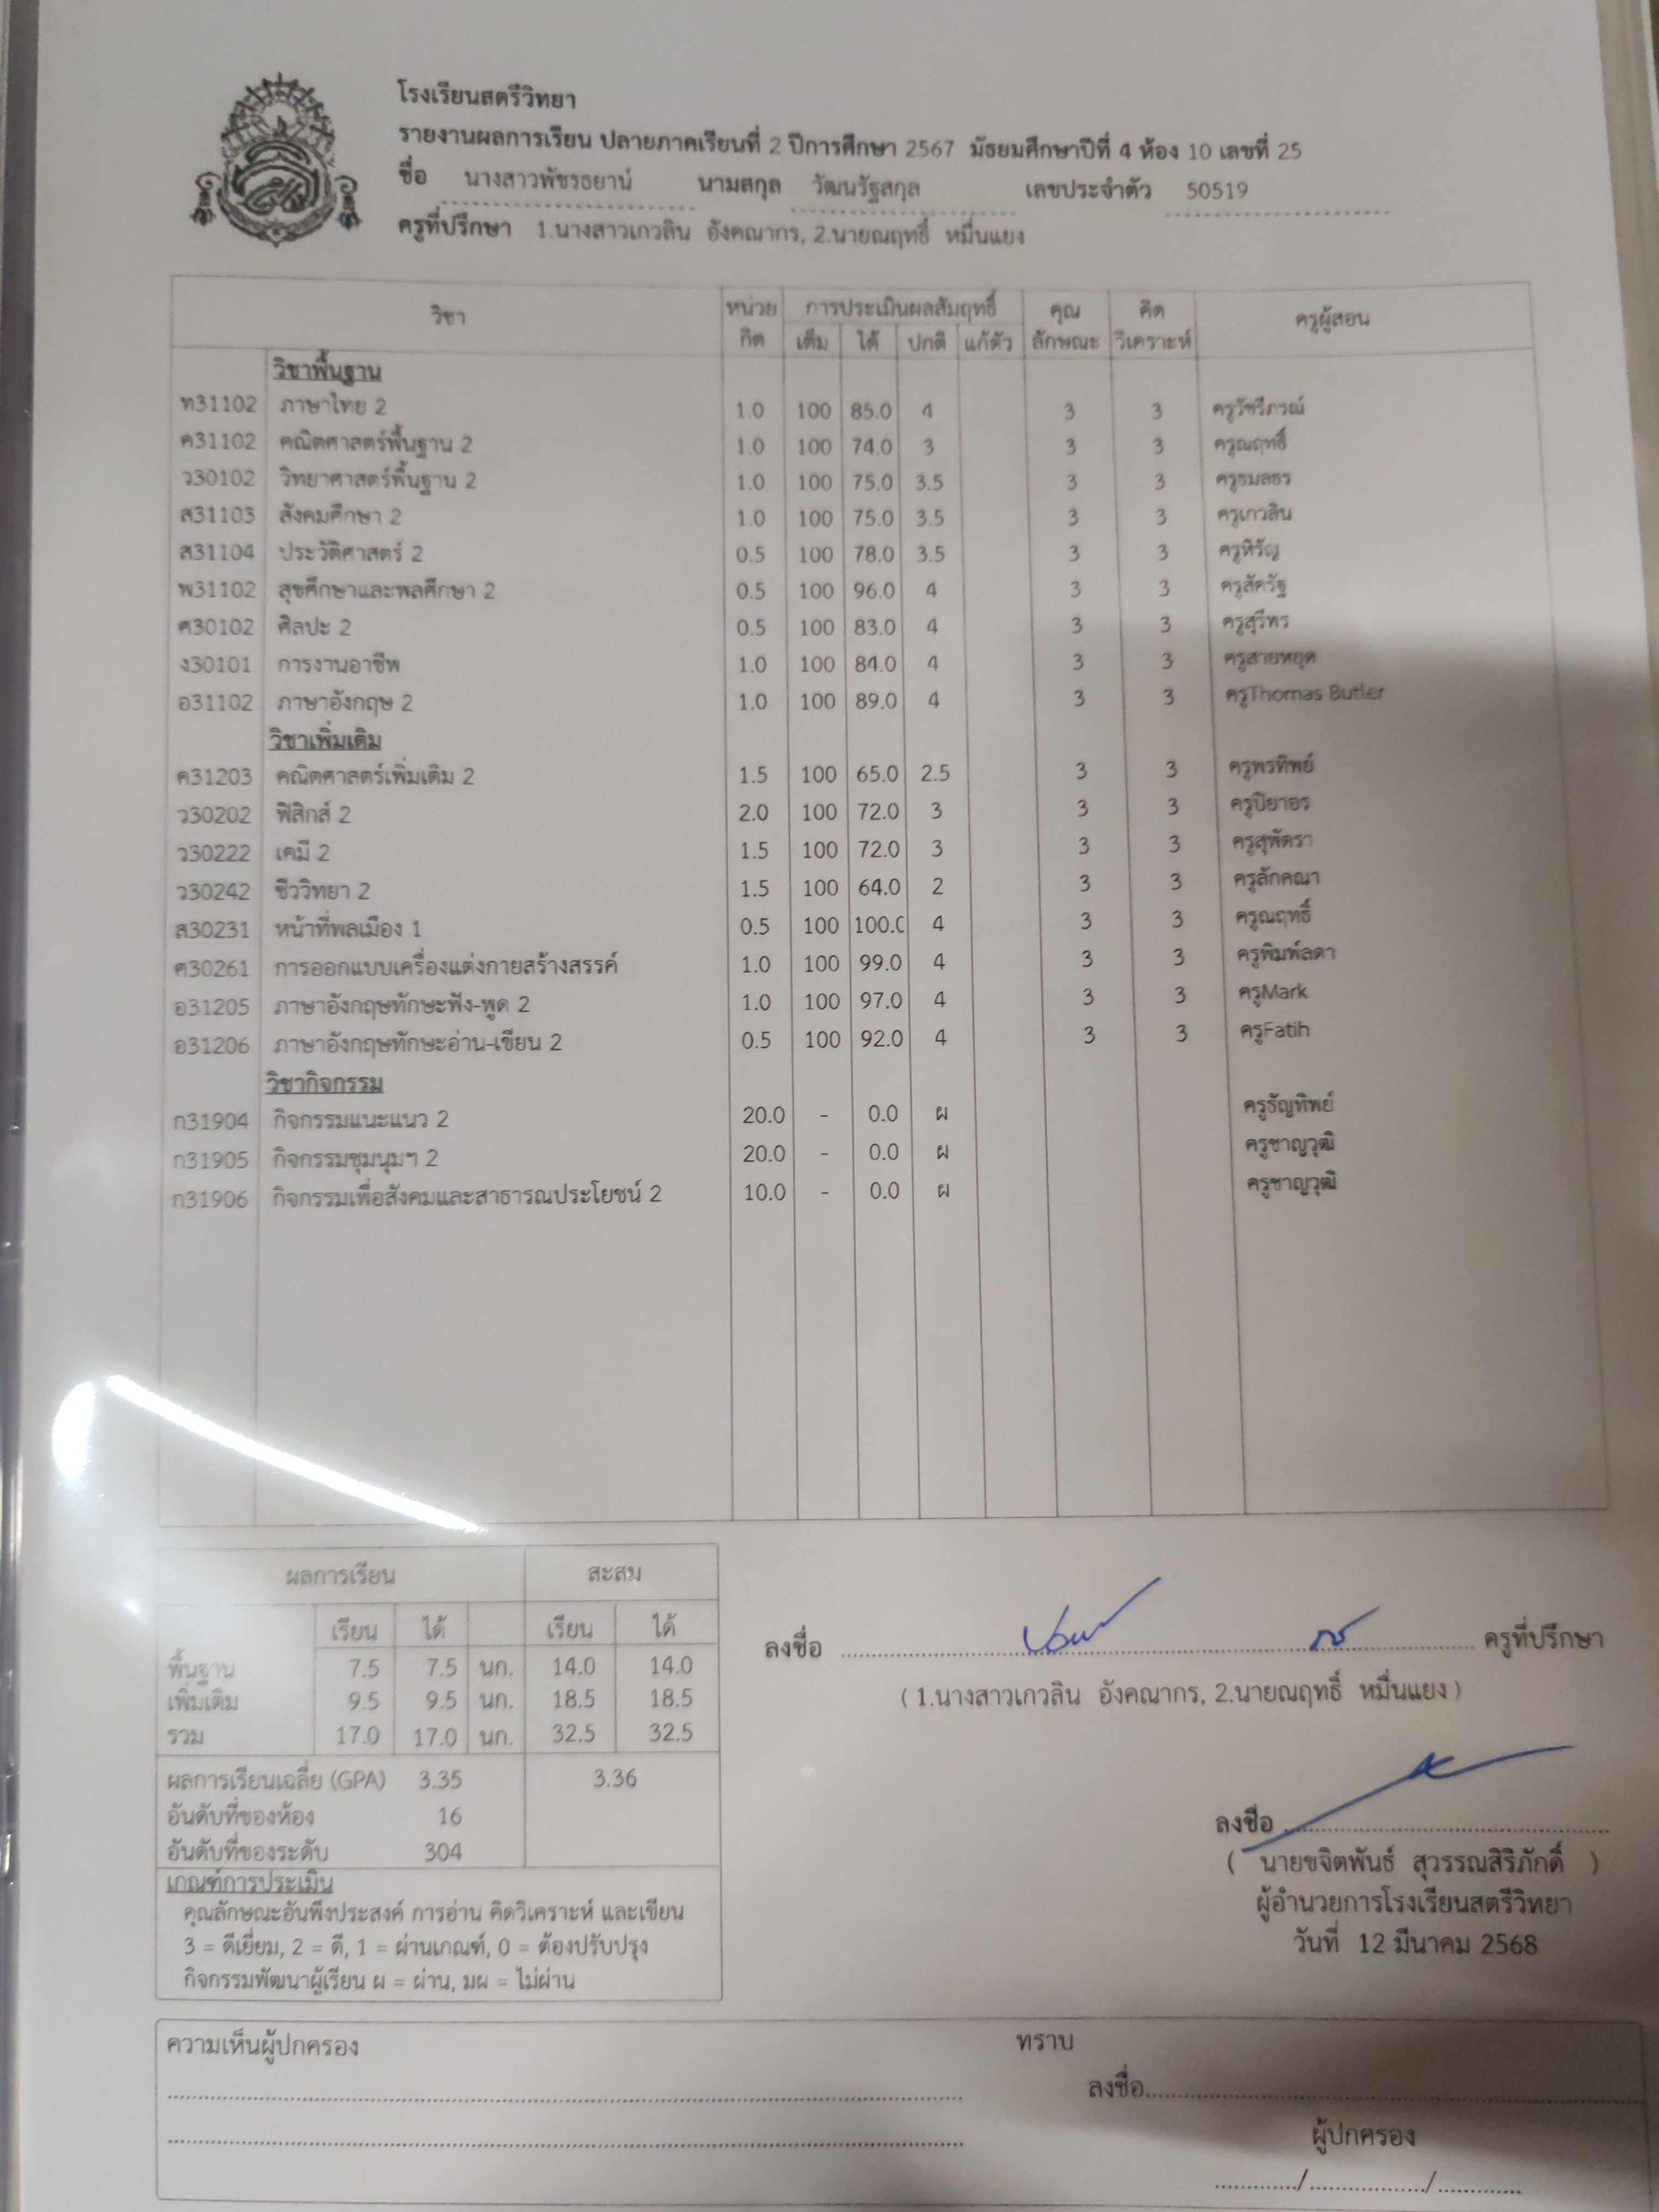 โรงเรียนสตรีวิทยา
รายงานผลการเรียน ปลายภาคเรียนที่ 2 ปีการศึกษา 2567 มัธยมศึกษาปีที่ 4 ห้อง 10 เลขที่ 25
ชื่อ นางสาวพัชรธยาน์ นามสกุล วัฒนรัฐสกุล เลขประจำตัว 50519
ครูที่ปรึกษา 1.นางสาวเกวลิน อังคณากร, 2.นายณฤทธิ์ หมื่นแยง
วิชา หน่วยกิต การประเมินผลสัมฤทธิ์ คุณลักษณะ คิดวิเคราะห์ ครูผู้สอน
เต็ม ได้ ปกติ แก้ตัว
วิชาพื้นฐาน
ท31102 ภาษาไทย 2 1.0 100 85.0 4 3 3 ครูวัชรีภรณ์
ค31102 คณิตศาสตร์พื้นฐาน 2 1.0 100 74.0 3 3 3 ครูณฤทธิ์
ว30102 วิทยาศาสตร์พื้นฐาน 2 1.0 100 75.0 3.5 3 3 ครูธมลธร
ส31103 สังคมศึกษา 2 1.0 100 75.0 3.5 3 3 ครูเกวลิน
ส31104 ประวัติศาสตร์ 2 0.5 100 78.0 3.5 3 3 ครูหิรัญ
พ31102 สุขศึกษาและพลศึกษา 2 0.5 100 96.0 4 3 3 ครูสัครัฐ
ศ30102 ศิลปะ 2 0.5 100 83.0 4 3 3 ครูสุรีทร
ง30101 การงานอาชีพ 1.0 100 84.0 4 3 3 ครูสายหยุด
อ31102 ภาษาอังกฤษ 2 1.0 100 89.0 4 3 3 ครูThomas Butler
วิชาเพิ่มเติม
ค31203 คณิตศาสตร์เพิ่มเติม 2 1.5 100 65.0 2.5 3 3 ครูพรทิพย์
ว30202 ฟิสิกส์ 2 2.0 100 72.0 3 3 3 ครูปิยาอร
ว30222 เคมี 2 1.5 100 72.0 3 3 3 ครูสุพัตรา
ว30242 ชีววิทยา 2 1.5 100 64.0 2 3 3 ครูลักคณา
ส30231 หน้าที่พลเมือง 1 0.5 100 100.0 4 3 3 ครูณฤทธิ์
ศ30261 การออกแบบเครื่องแต่งกายสร้างสรรค์ 1.0 100 99.0 4 3 3 ครูพิมพ์ลดา
อ31205 ภาษาอังกฤษทักษะฟัง-พูด 2 1.0 100 97.0 4 3 3 ครูMark
อ31206 ภาษาอังกฤษทักษะอ่าน-เขียน 2 0.5 100 92.0 4 3 3 ครูFatih
วิชากิจกรรม
ก31904 กิจกรรมแนะแนว 2 20.0 - 0.0 ผ ครูธัญทิพย์
ก31905 กิจกรรมชุมนุมฯ 2 20.0 - 0.0 ผ ครูชาญวุฒิ
ก31906 กิจกรรมเพื่อสังคมและสาธารณประโยชน์ 2 10.0 - 0.0 ผ ครูชาญวุฒิ
ผลการเรียน สะสม
เรียน ได้ เรียน ได้
พื้นฐาน 7.5 7.5 นก. 14.0 14.0
เพิ่มเติม 9.5 9.5 นก. 18.5 18.5
รวม 17.0 17.0 นก. 32.5 32.5
ผลการเรียนเฉลี่ย (GPA) 3.35 3.36
อันดับที่ของห้อง 16
อันดับที่ของระดับ 304
เกณฑ์การประเมิน
คุณลักษณะอันพึงประสงค์ การอ่าน คิดวิเคราะห์ และเขียน
3 = ดีเยี่ยม, 2 = ดี, 1 = ผ่านเกณฑ์, 0 = ต้องปรับปรุง
กิจกรรมพัฒนาผู้เรียน ผ = ผ่าน, มผ = ไม่ผ่าน
ลงชื่อ ครูที่ปรึกษา
( 1.นางสาวเกวลิน อังคณากร, 2.นายณฤทธิ์ หมื่นแยง )
ลงชื่อ
( นายขจิตพันธ์ สุวรรณสิริภักดิ์ )
ผู้อำนวยการโรงเรียนสตรีวิทยา
วันที่ 12 มีนาคม 2568
ความเห็นผู้ปกครอง ทราบ
ลงชื่อ
ผู้ปกครอง
/ /